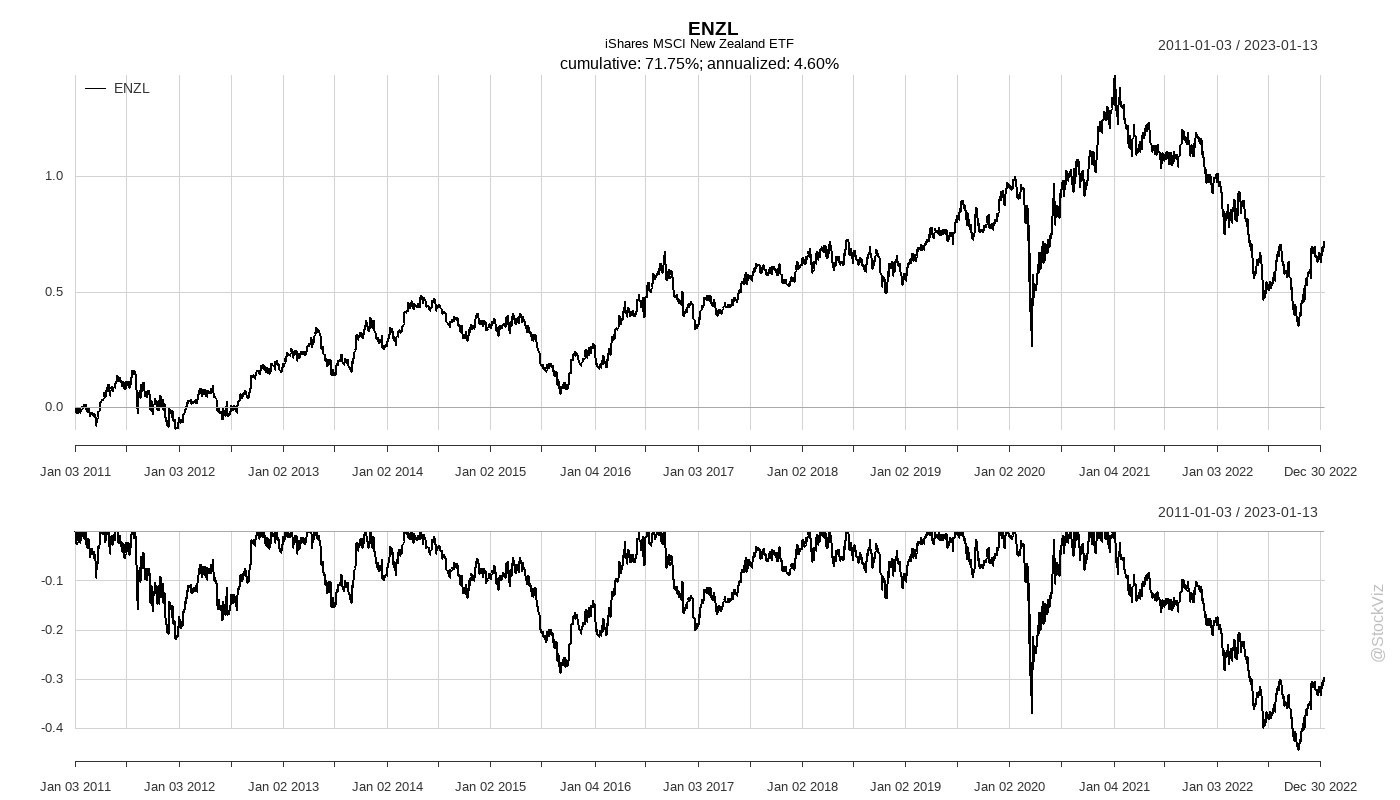 ENZL
iShares MSCI New Zealand ETF
cumulative: 71.75%; annualized: 4.60%
2011-01-03 / 2023-01-13
ENZL
1.0
0.5
0.0
Jan 03 2011 Jan 03 2012 Jan 02 2013 Jan 02 2014 Jan 02 2015 Jan 04 2016 Jan 03 2017 Jan 02 2018 Jan 02 2019 Jan 02 2020 Jan 04 2021 Jan 03 2022 Dec 30 2022
2011-01-03 / 2023-01-13
-0.1
-0.2
-0.3
-0.4
Jan 03 2011 Jan 03 2012 Jan 02 2013 Jan 02 2014 Jan 02 2015 Jan 04 2016 Jan 03 2017 Jan 02 2018 Jan 02 2019 Jan 02 2020 Jan 04 2021 Jan 03 2022 Dec 30 2022
@StockViz